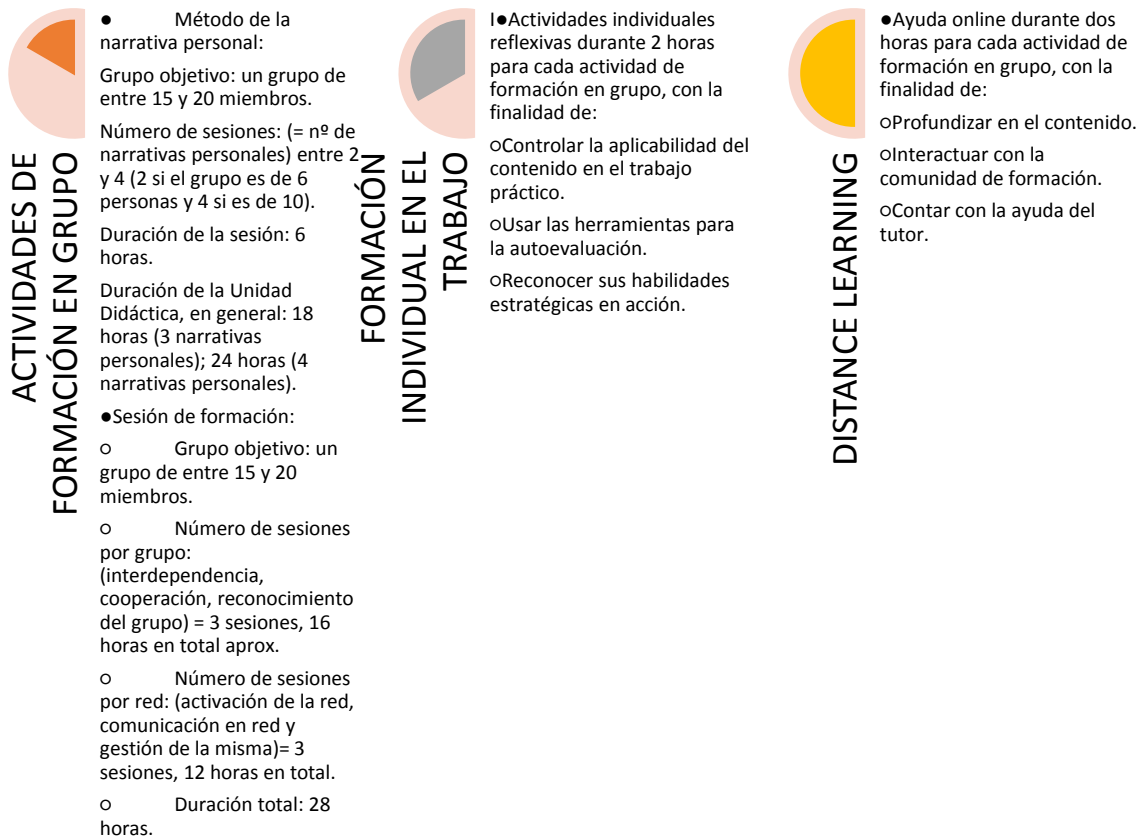 ACTIVIDADES DE
FORMACIÓN EN GRUPO
● Método de la
narrativa personal:
Grupo objetivo: un grupo de
entre 15 y 20 miembros.
Número de sesiones: (= nº de
narrativas personales) entre 2
y 4 (2 si el grupo es de 6
personas y 4 si es de 10).
Duración de la sesión: 6
horas.
Duración de la Unidad
Didáctica, en general: 18
horas (3 narrativas
personales); 24 horas (4
narrativas personales).
●Sesión de formación:
○ Grupo objetivo: un
grupo de entre 15 y 20
miembros.
○ Número de sesiones
por grupo:
(interdependencia,
cooperación, reconocimiento
del grupo) = 3 sesiones, 16
horas en total aprox.
○ Número de sesiones
por red: (activación de la red,
comunicación en red y
gestión de la misma)= 3
sesiones, 12 horas en total.
○ Duración total: 28
horas.
FORMACIÓN
INDIVIDUAL EN EL
TRABAJO
I●Actividades individuales
reflexivas durante 2 horas
para cada actividad de
formación en grupo, con la
finalidad de:
○Controlar la aplicabilidad del
contenido en el trabajo
práctico.
○Usar las herramientas para
la autoevaluación.
○Reconocer sus habilidades
estratégicas en acción.
DISTANCE LEARNING
●Ayuda online durante dos
horas para cada actividad de
formación en grupo, con la
finalidad de:
○Profundizar en el contenido.
○Interactuar con la
comunidad de formación.
○Contar con la ayuda del
tutor.